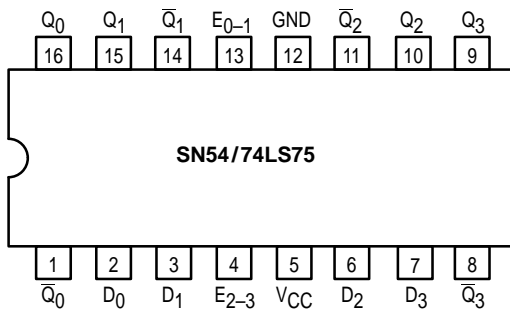 Q0 Q1 Q̅1 E0–1 GND Q̅2 Q2 Q3
16 15 14 13 12 11 10 9
SN54/74LS75
1 2 3 4 5 6 7 8
Q̅0 D0 D1 E2–3 VCC D2 D3 Q̅3